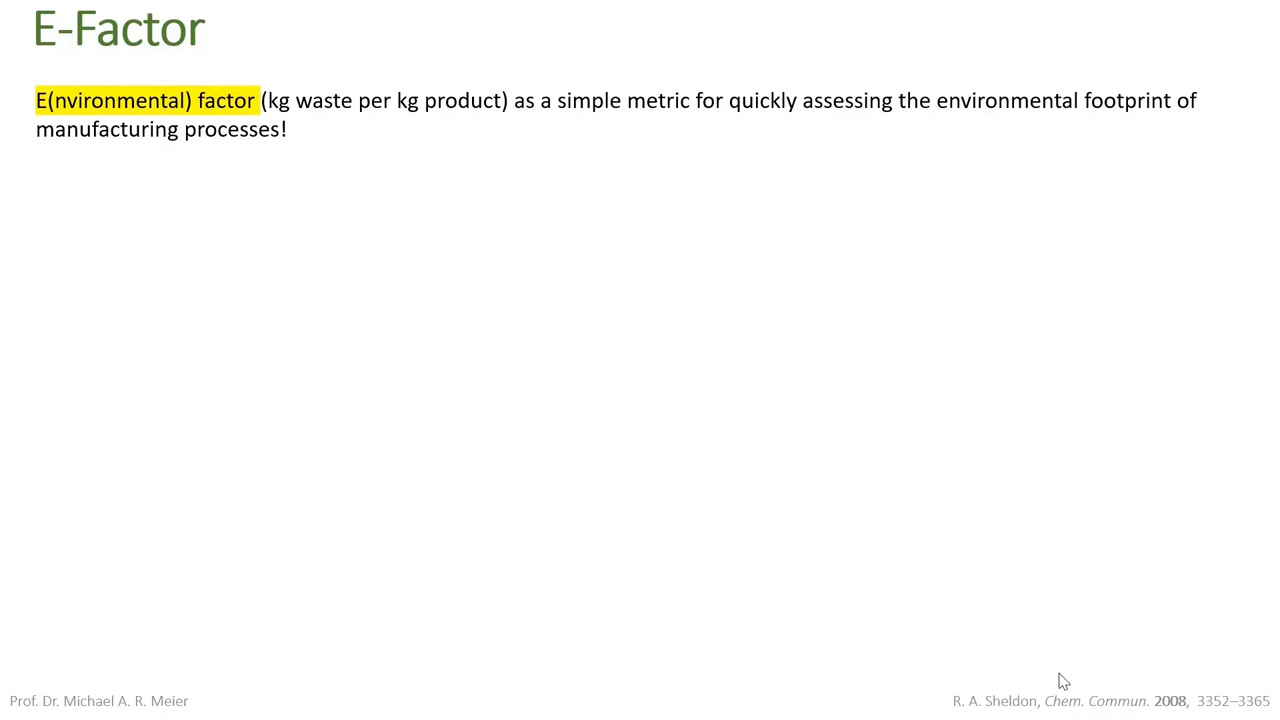 E-Factor
E(nvironmental) factor (kg waste per kg product) as a simple metric for quickly assessing the environmental footprint of
manufacturing processes!
Prof. Dr. Michael A. R. Meier
R. A. Sheldon, Chem. Commun. 2008, 3352–3365